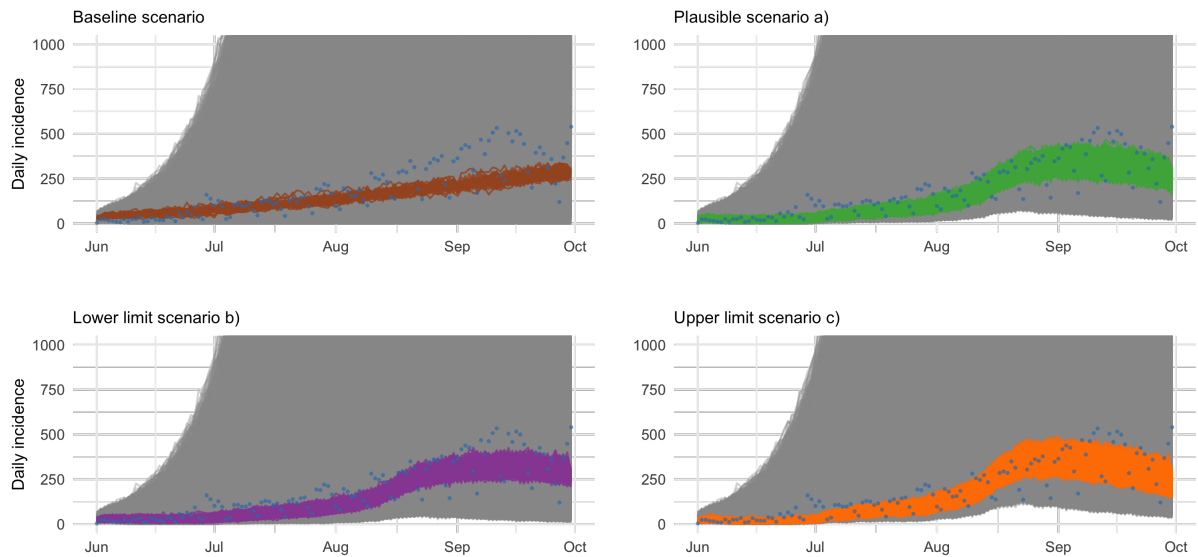 Baseline scenario
Daily incidence
1000
750
500
250
0
Jun
Jul
Aug
Sep
Oct
Plausible scenario a)
1000
750
500
250
0
Jun
Jul
Aug
Sep
Oct
Lower limit scenario b)
Daily incidence
1000
750
500
250
0
Jun
Jul
Aug
Sep
Oct
Upper limit scenario c)
1000
750
500
250
0
Jun
Jul
Aug
Sep
Oct